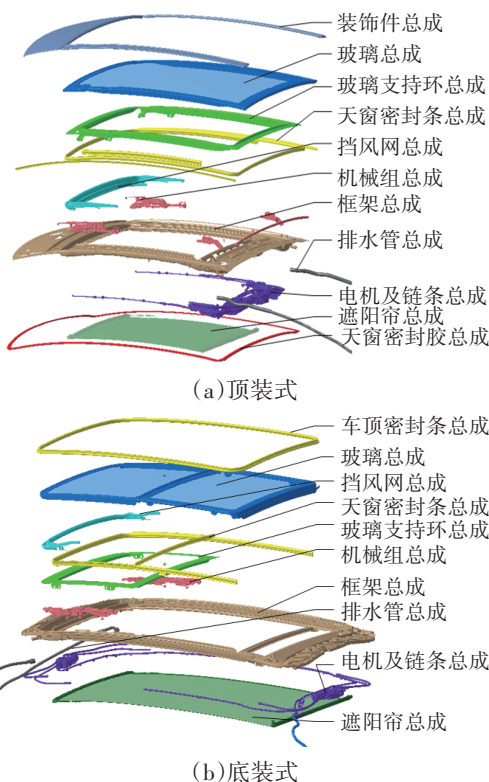 装饰件总成
玻璃总成
玻璃支持环总成
天窗密封条总成
挡风网总成
机械组总成
框架总成
排水管总成
电机及链条总成
遮阳帘总成
天窗密封胶总成
(a)顶装式
车顶密封条总成
玻璃总成
挡风网总成
天窗密封条总成
玻璃支持环总成
机械组总成
框架总成
排水管总成
电机及链条总成
遮阳帘总成
(b)底装式